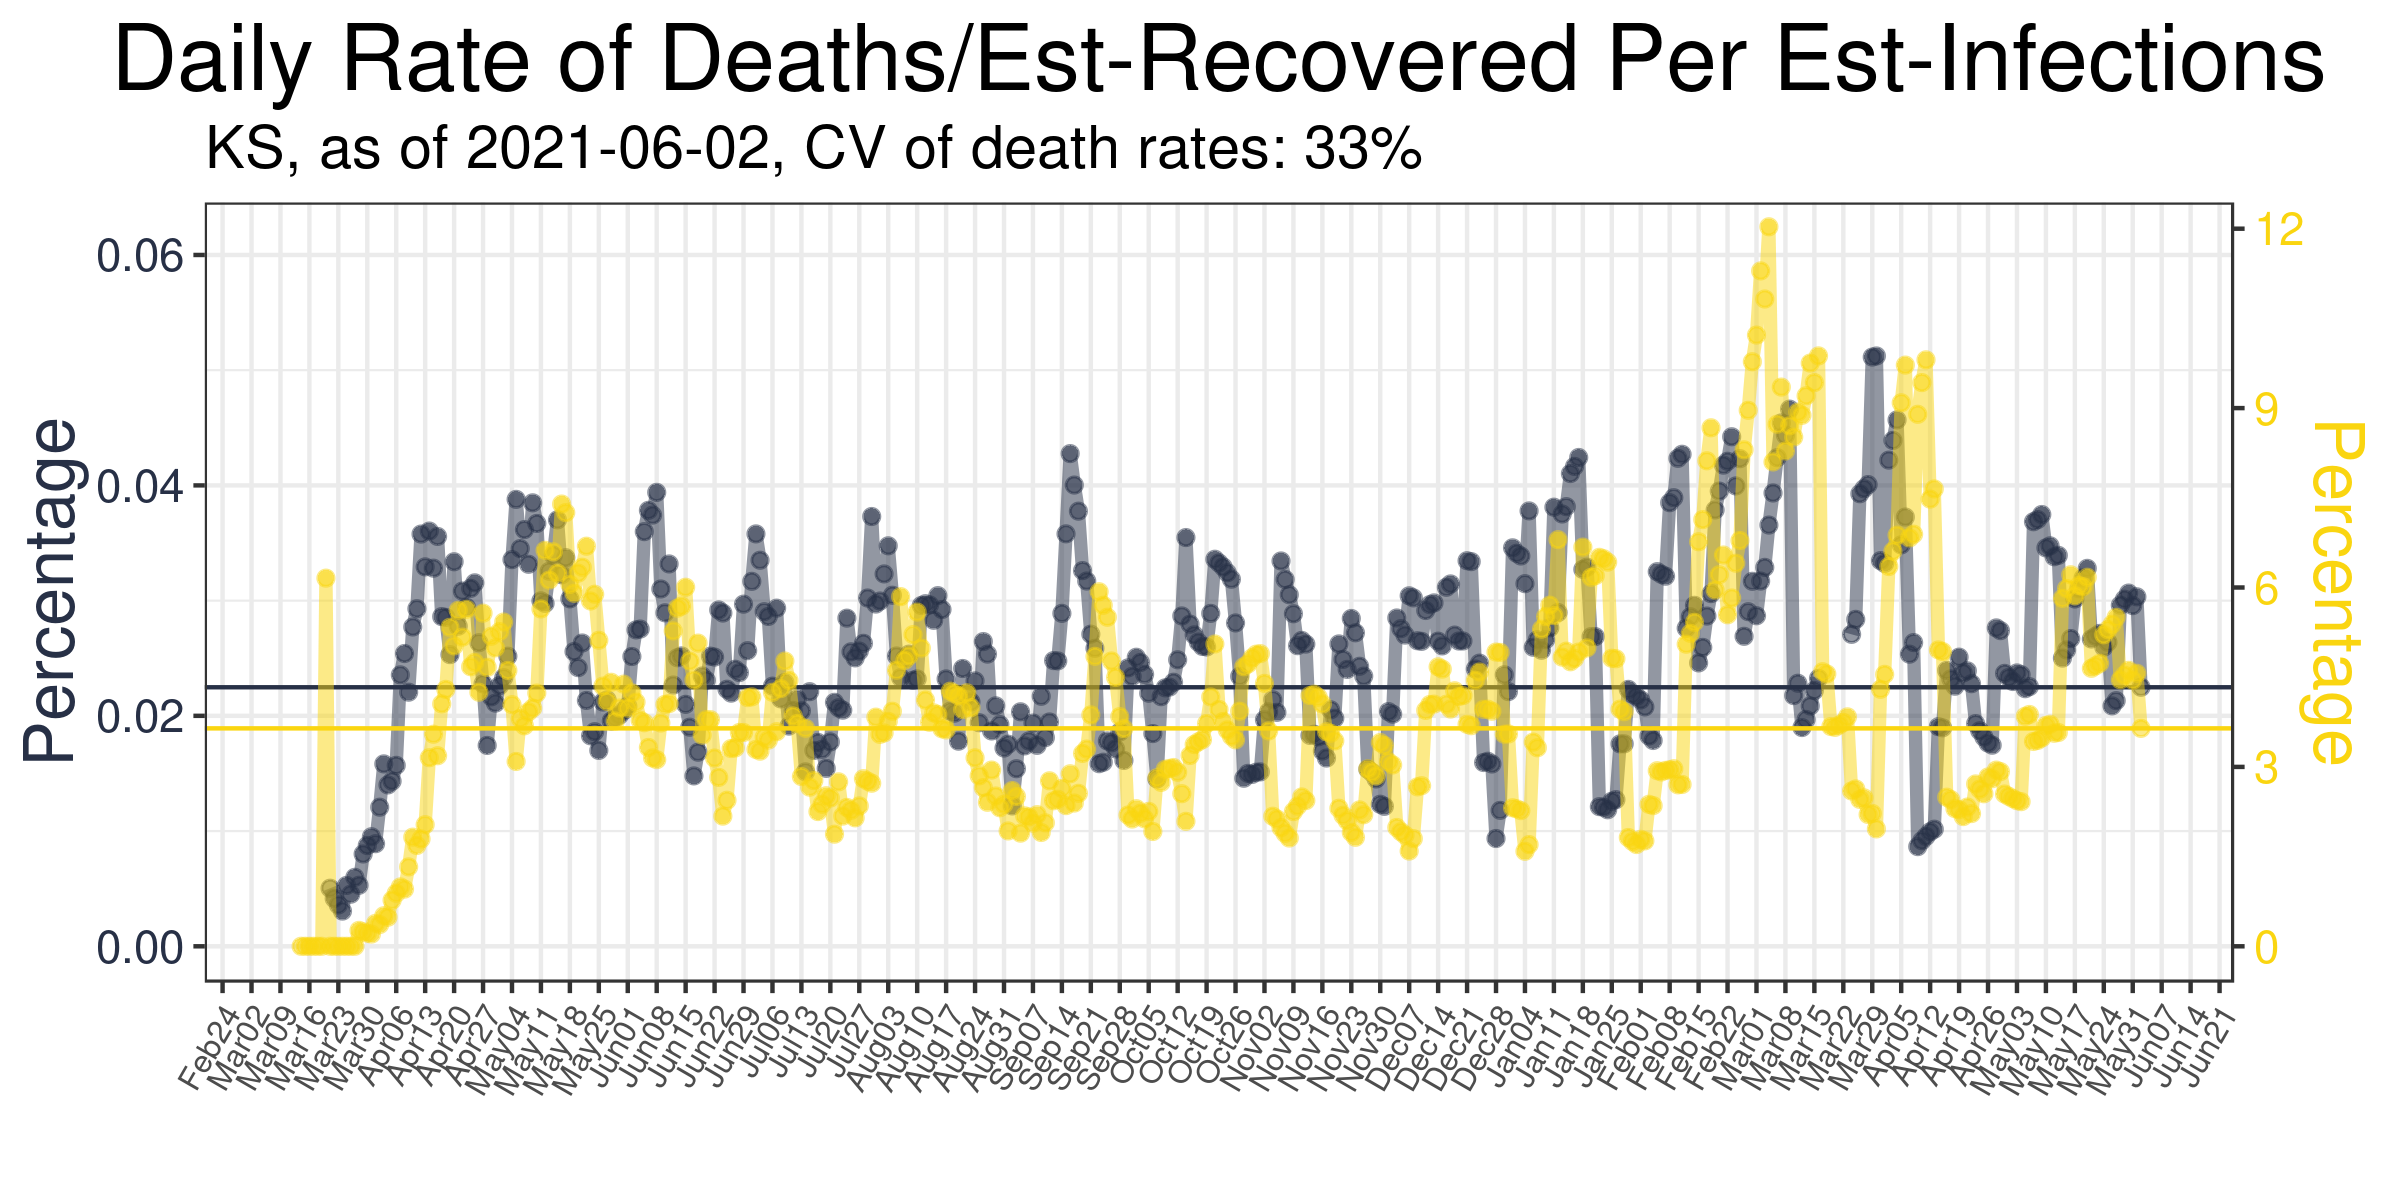 Daily Rate of Deaths/Est-Recovered Per Est-Infections
KS, as of 2021-06-02, CV of death rates: 33%
Percentage
0.06
0.04
0.02
0.00
12
9
6
3
0
Percentage
Feb24
Mar02
Mar09
Mar16
Mar23
Mar30
Apr06
Apr13
Apr20
Apr27
May04
May11
May18
May25
Jun01
Jun08
Jun15
Jun22
Jun29
Jul06
Jul13
Jul20
Jul27
Aug03
Aug10
Aug17
Aug24
Aug31
Sep07
Sep14
Sep21
Sep28
Oct05
Oct12
Oct19
Oct26
Nov02
Nov09
Nov16
Nov23
Nov30
Dec07
Dec14
Dec21
Dec28
Jan04
Jan11
Jan18
Jan25
Feb01
Feb08
Feb15
Feb22
Mar01
Mar08
Mar15
Mar22
Mar29
Apr05
Apr12
Apr19
Apr26
May03
May10
May17
May24
May31
Jun07
Jun14
Jun21